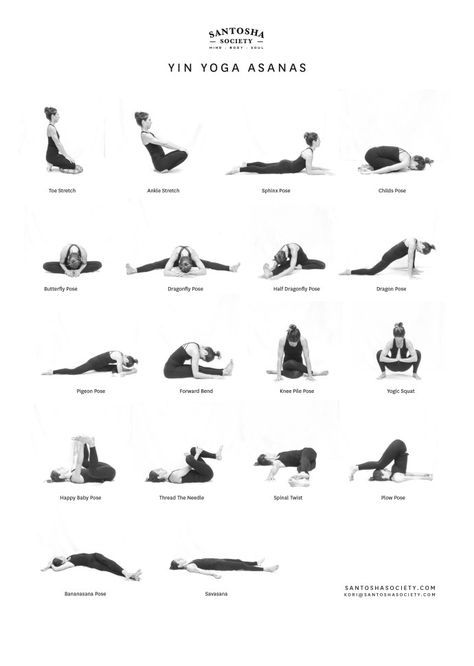 SANTOSHA
SOCIETY
MIND · BODY · SOUL
YIN YOGA ASANAS
Toe Stretch
Ankle Stretch
Sphinx Pose
Childs Pose
Butterfly Pose
Dragonfly Pose
Half Dragonfly Pose
Dragon Pose
Pigeon Pose
Forward Bend
Knee Pile Pose
Yogic Squat
Happy Baby Pose
Thread The Needle
Spinal Twist
Plow Pose
Bananasana Pose
Savasana
SANTOSHASOCIETY.COM
KORI@SANTOSHASOCIETY.COM